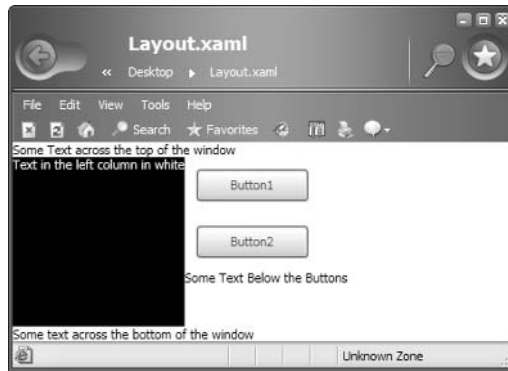 Layout.xaml
« Desktop ▸ Layout.xaml
File Edit View Tools Help
Search Favorites
Some Text across the top of the window
Text in the left column in white
Button1
Button2
Some Text Below the Buttons
Some text across the bottom of the window
Unknown Zone